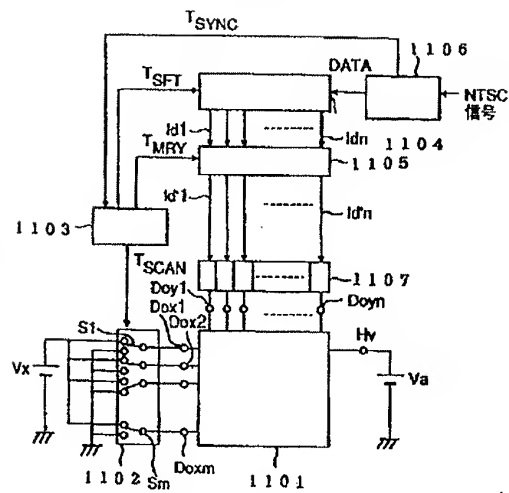 TSYNC
1106
DATA
TSFT
NTSC
信号
Id1
Idn
1104
TMRY
1105
Id'1
Id'n
1103
TSCAN
1107
Doy1
Doyn
Dox1
S1
Dox2
Hv
Vx
Va
Doxm
1102
Sm
1101